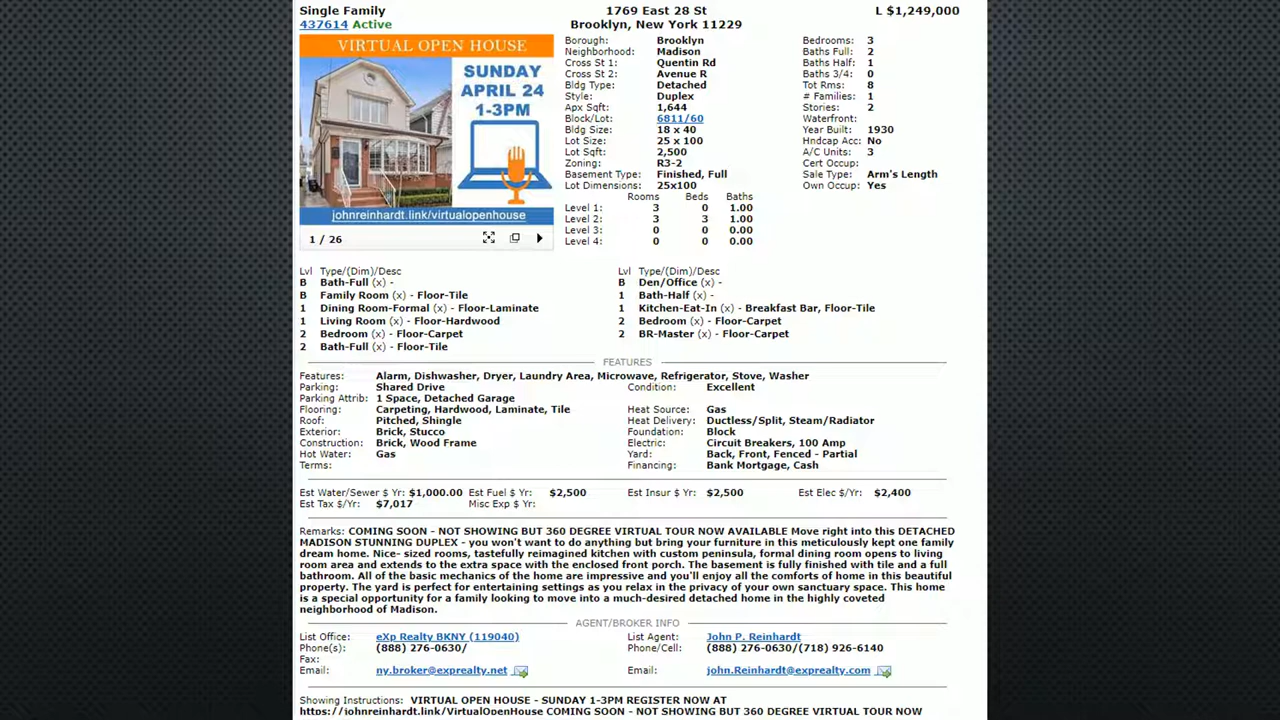 Single Family 1769 East 28 St L $1,249,000
437614 Active Brooklyn, New York 11229
VIRTUAL OPEN HOUSE
SUNDAY
APRIL 24
1-3PM
johnreinhardt.link/virtualopenhouse
1 / 26
Borough: Brooklyn Bedrooms: 3
Neighborhood: Madison Baths Full: 2
Cross St 1: Quentin Rd Baths Half: 1
Cross St 2: Avenue R Baths 3/4: 0
Bldg Type: Detached Tot Rms: 8
Style: Duplex # Families: 1
Apx Sqft: 1,644 Stories: 2
Block/Lot: 6811/60 Waterfront:
Bldg Size: 18 x 40 Year Built: 1930
Lot Size: 25 x 100 Hndcap Acc: No
Lot Sqft: 2,500 A/C Units: 3
Zoning: R3-2 Cert Occup:
Basement Type: Finished, Full Sale Type: Arm's Length
Lot Dimensions: 25x100 Own Occup: Yes
Rooms Beds Baths
Level 1: 3 0 1.00
Level 2: 3 3 1.00
Level 3: 0 0 0.00
Level 4: 0 0 0.00
Lvl Type/(Dim)/Desc Lvl Type/(Dim)/Desc
B Bath-Full (x) - B Den/Office (x) -
B Family Room (x) - Floor-Tile 1 Bath-Half (x) -
1 Dining Room-Formal (x) - Floor-Laminate 1 Kitchen-Eat-In (x) - Breakfast Bar, Floor-Tile
1 Living Room (x) - Floor-Hardwood 2 Bedroom (x) - Floor-Carpet
2 Bedroom (x) - Floor-Carpet 2 BR-Master (x) - Floor-Carpet
2 Bath-Full (x) - Floor-Tile
FEATURES
Features: Alarm, Dishwasher, Dryer, Laundry Area, Microwave, Refrigerator, Stove, Washer
Parking: Shared Drive Condition: Excellent
Parking Attrib: 1 Space, Detached Garage
Flooring: Carpeting, Hardwood, Laminate, Tile Heat Source: Gas
Roof: Pitched, Shingle Heat Delivery: Ductless/Split, Steam/Radiator
Exterior: Brick, Stucco Foundation: Block
Construction: Brick, Wood Frame Electric: Circuit Breakers, 100 Amp
Hot Water: Gas Yard: Back, Front, Fenced - Partial
Terms: Financing: Bank Mortgage, Cash
Est Water/Sewer $ Yr: $1,000.00 Est Fuel $ Yr: $2,500 Est Insur $ Yr: $2,500 Est Elec $/Yr: $2,400
Est Tax $/Yr: $7,017 Misc Exp $ Yr:
Remarks: COMING SOON - NOT SHOWING BUT 360 DEGREE VIRTUAL TOUR NOW AVAILABLE Move right into this DETACHED
MADISON STUNNING DUPLEX - you won't want to do anything but bring your furniture in this meticulously kept one family
dream home. Nice- sized rooms, tastefully reimagined kitchen with custom peninsula, formal dining room opens to living
room area and extends to the extra space with the enclosed front porch. The basement is fully finished with tile and a full
bathroom. All of the basic mechanics of the home are impressive and you'll enjoy all the comforts of home in this beautiful
property. The yard is perfect for entertaining settings as you relax in the privacy of your own sanctuary space. This home
is a special opportunity for a family looking to move into a much-desired detached home in the highly coveted
neighborhood of Madison.
AGENT/BROKER INFO
List Office: eXp Realty BKNY (119040) List Agent: John P. Reinhardt
Phone(s): (888) 276-0630/ Phone/Cell: (888) 276-0630/(718) 926-6140
Fax:
Email: ny.broker@exprealty.net Email: john.Reinhardt@exprealty.com
Showing Instructions: VIRTUAL OPEN HOUSE - SUNDAY 1-3PM REGISTER NOW AT
https://johnreinhardt.link/VirtualOpenHouse COMING SOON - NOT SHOWING BUT 360 DEGREE VIRTUAL TOUR NOW